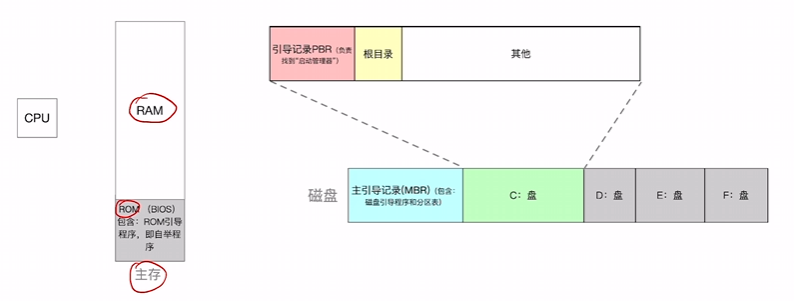 引导记录PBR（负责
找到“启动管理器”）
根目录
其他
CPU
RAM
ROM （BIOS）
包含：ROM引导
程序，即自举程
序
主存
磁盘
主引导记录(MBR)（包含：
磁盘引导程序和分区表）
C：盘
D：盘
E：盘
F：盘